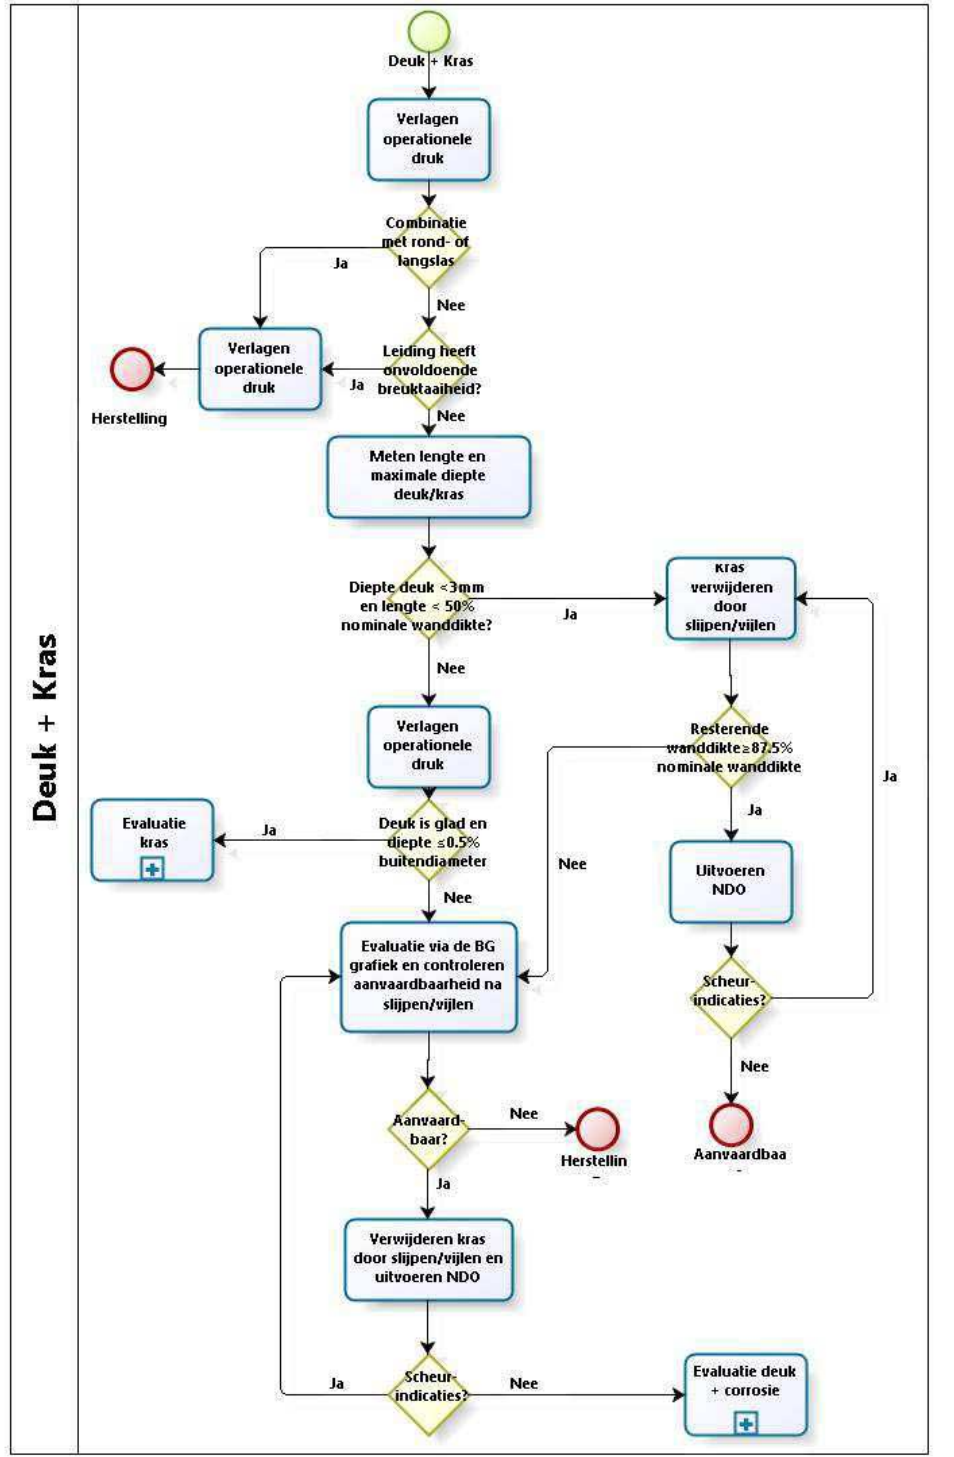 Deuk + Kras
Deuk + Kras
Verlagen
operationele
druk
Combinatie
met rond- of
langslas
Ja
Nee
Verlagen
operationele
druk
Leiding heeft
onvoldoende
breuktaaiheid?
Ja
Herstelling
Nee
Meten lengte en
maximale diepte
deuk/kras
Diepte deuk <3mm
en lengte < 50%
nominale wanddikte?
Ja
Kras
verwijderen
door
slijpen/vijlen
Nee
Verlagen
operationele
druk
Resterende
wanddikte≥87.5%
nominale wanddikte
Ja
Ja
Nee
Evaluatie
kras
Ja
Deuk is glad en
diepte ≤0.5%
buitendiameter
Nee
Uitvoeren
NDO
Evaluatie via de BG
grafiek en controleren
aanvaardbaarheid na
slijpen/vijlen
Scheur-
indicaties?
Nee
Aanvaardbaa
Aanvaard-
baar?
Nee
Herstellin
Ja
Verwijderen kras
door slijpen/vijlen en
uitvoeren NDO
Scheur-
indicaties?
Ja
Nee
Evaluatie deuk
+ corrosie